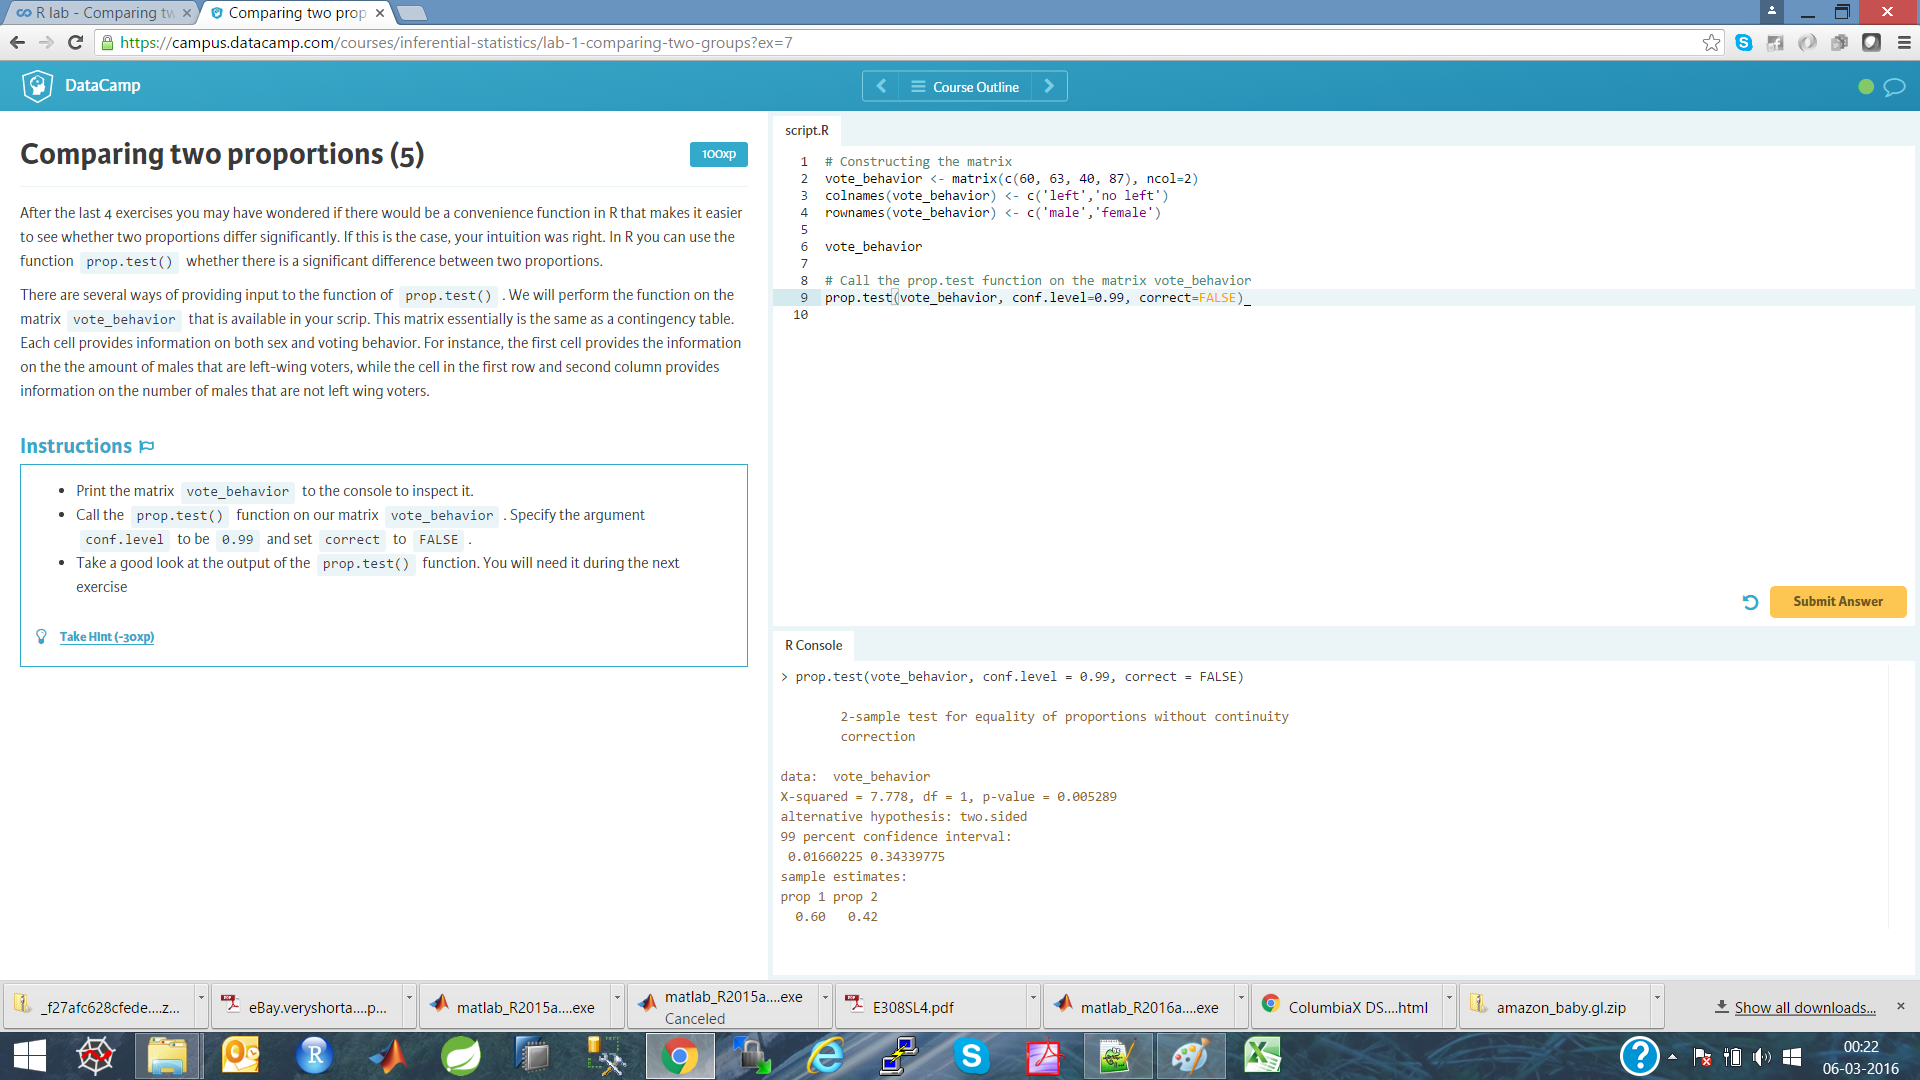 R lab - Comparing tv
Comparing two prop
https://campus.datacamp.com/courses/inferential-statistics/lab-1-comparing-two-groups?ex=7
DataCamp
Course Outline
Comparing two proportions (5)
100xp
After the last 4 exercises you may have wondered if there would be a convenience function in R that makes it easier
to see whether two proportions differ significantly. If this is the case, your intuition was right. In R you can use the
function prop.test() whether there is a significant difference between two proportions.
There are several ways of providing input to the function of prop.test() . We will perform the function on the
matrix vote_behavior that is available in your scrip. This matrix essentially is the same as a contingency table.
Each cell provides information on both sex and voting behavior. For instance, the first cell provides the information
on the the amount of males that are left-wing voters, while the cell in the first row and second column provides
information on the number of males that are not left wing voters.
Instructions
• Print the matrix vote_behavior to the console to inspect it.
• Call the prop.test() function on our matrix vote_behavior . Specify the argument
conf.level to be 0.99 and set correct to FALSE .
• Take a good look at the output of the prop.test() function. You will need it during the next
exercise
Take Hint (-30xp)
script.R
1 # Constructing the matrix
2 vote_behavior <- matrix(c(60, 63, 40, 87), ncol=2)
3 colnames(vote_behavior) <- c('left','no left')
4 rownames(vote_behavior) <- c('male','female')
5
6 vote_behavior
7
8 # Call the prop.test function on the matrix vote_behavior
9 prop.test(vote_behavior, conf.level=0.99, correct=FALSE)
10
Submit Answer
R Console
> prop.test(vote_behavior, conf.level = 0.99, correct = FALSE)
2-sample test for equality of proportions without continuity
correction
data: vote_behavior
X-squared = 7.778, df = 1, p-value = 0.005289
alternative hypothesis: two.sided
99 percent confidence interval:
0.01660225 0.34339775
sample estimates:
prop 1 prop 2
0.60 0.42
_f27afc628cfede....z...
eBay.veryshorta....p...
matlab_R2015a....exe
matlab_R2015a....exe
Canceled
E308SL4.pdf
matlab_R2016a....exe
ColumbiaX DS....html
amazon_baby.gl.zip
Show all downloads...
00:22
06-03-2016